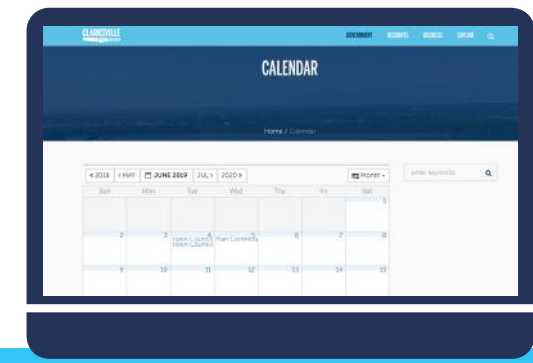 CLARKSVILLE
GOVERNMENT RESIDENTS BUSINESS EXPLORE
CALENDAR
Home / Calendar
«2018 ‹MAY JUNE 2019 JUL› 2020» Month
enter keywords
Sun Mon Tue Wed Thu Fri Sat
1
2 3 4 5 6 7 8
Town Council Plan Commiss
Town Council
9 10 11 12 13 14 15